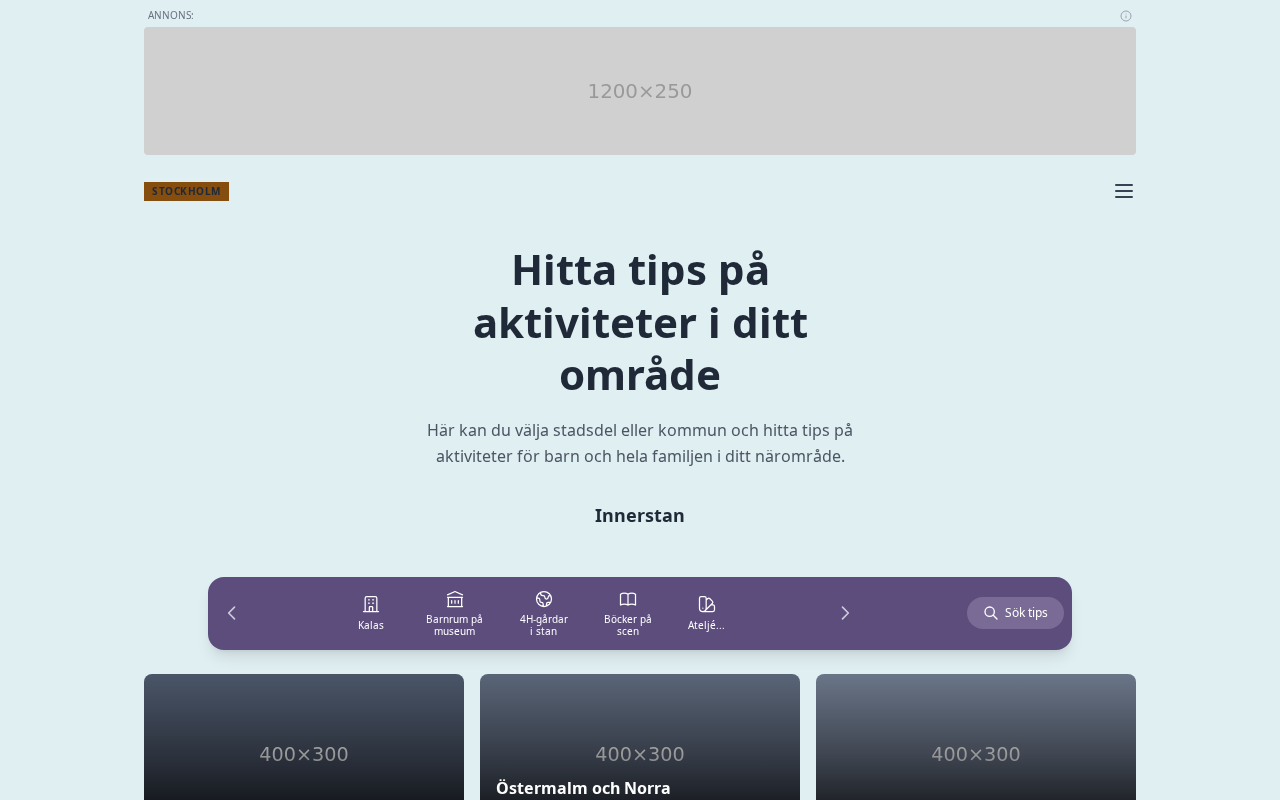 ANNONS:
1200×250
STOCKHOLM
Hitta tips på
aktiviteter i ditt
område
Här kan du välja stadsdel eller kommun och hitta tips på
aktiviteter för barn och hela familjen i ditt närområde.
Innerstan
Kalas
Barnrum på
museum
4H-gårdar
i stan
Böcker på
scen
Ateljé...
Sök tips
400×300
400×300
400×300
Östermalm och Norra